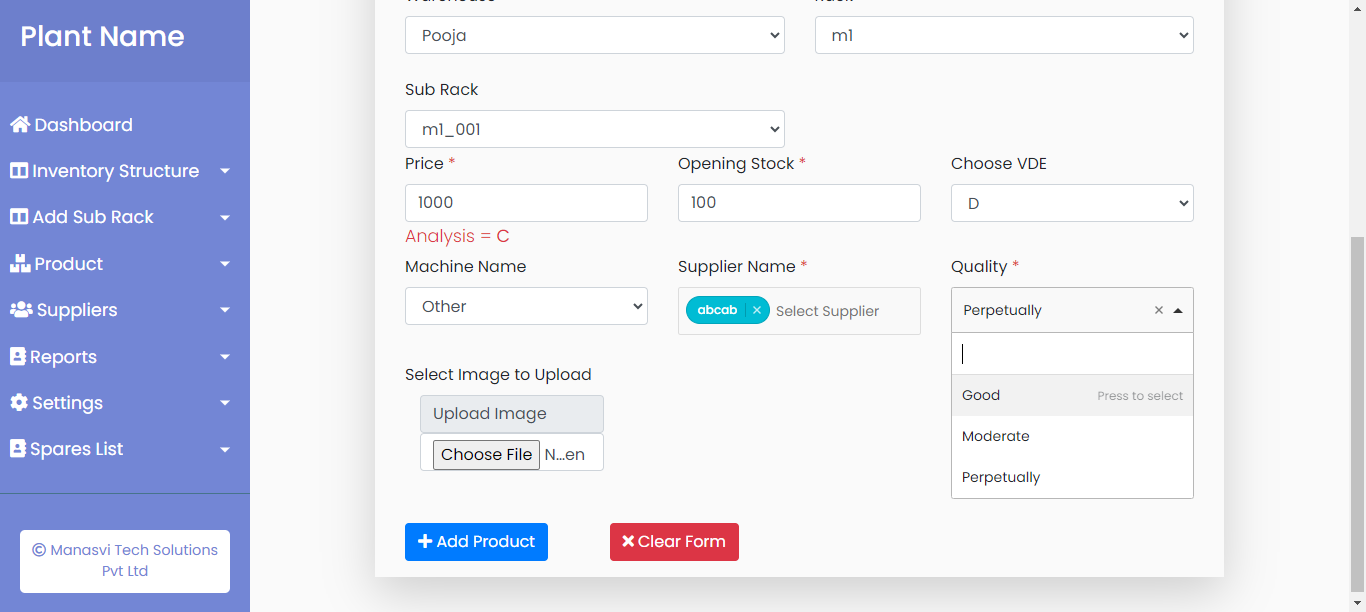 Plant Name
Dashboard
Inventory Structure
Add Sub Rack
Product
Suppliers
Reports
Settings
Spares List
© Manasvi Tech Solutions
Pvt Ltd
Pooja
m1
Sub Rack
m1_001
Price *
Opening Stock *
Choose VDE
1000
100
D
Analysis = C
Machine Name
Supplier Name *
Quality *
Other
abcab × Select Supplier
Perpetually ×
Good Press to select
Moderate
Perpetually
Select Image to Upload
Upload Image
Choose File N...en
Add Product
Clear Form